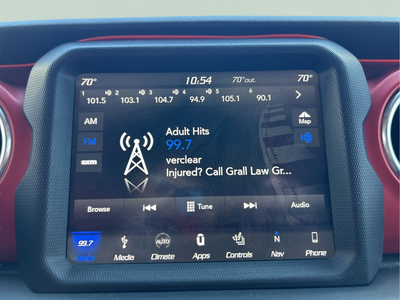 70° 10:54 70°out. 70°
1 2 3 4 5 6
101.5 103.1 104.7 94.9 105.1 90.1
AM
Map
Adult Hits
FM 99.7
verclear
sxm Injured? Call Grall Law Gr...
Browse Tune Audio
99.7 AUTO N
Radio Media Climate Apps Controls Nav Phone